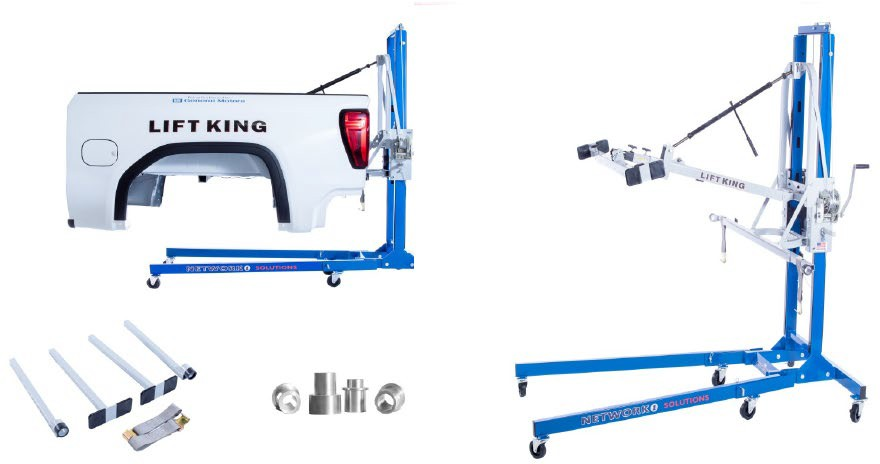 General Motors
LIFT KING
NETWORK SOLUTIONS
LIFT KING
NETWORK SOLUTIONS